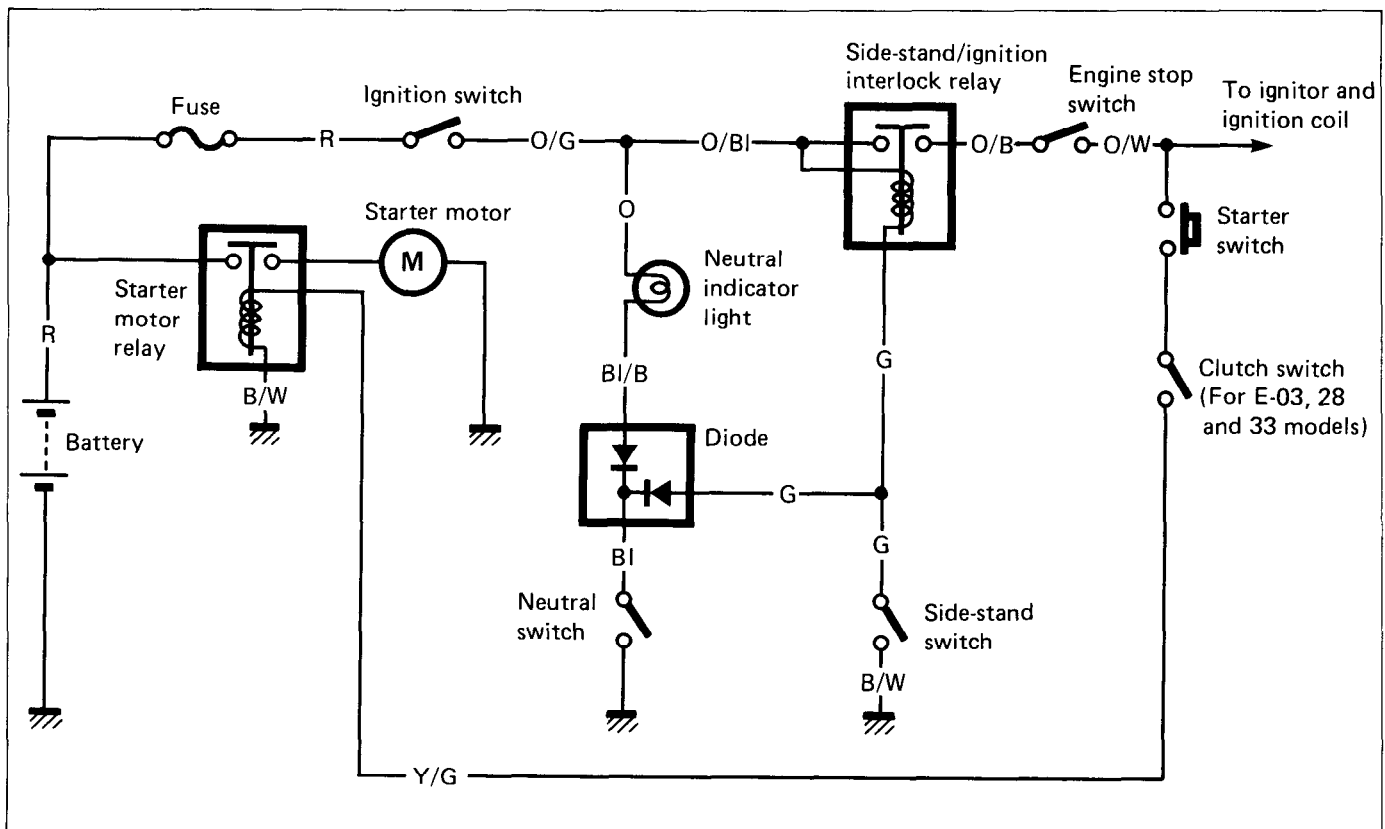 Side-stand/ignition
interlock relay
Engine stop
switch
To ignitor and
ignition coil
Fuse
Ignition switch
R
O/G
O/Bl
O/B
O/W
Starter motor
M
Starter
motor
relay
O
Neutral
indicator
light
Starter
switch
R
B/W
Bl/B
G
Clutch switch
(For E-03, 28
and 33 models)
Battery
Diode
G
Bl
G
Neutral
switch
Side-stand
switch
B/W
Y/G